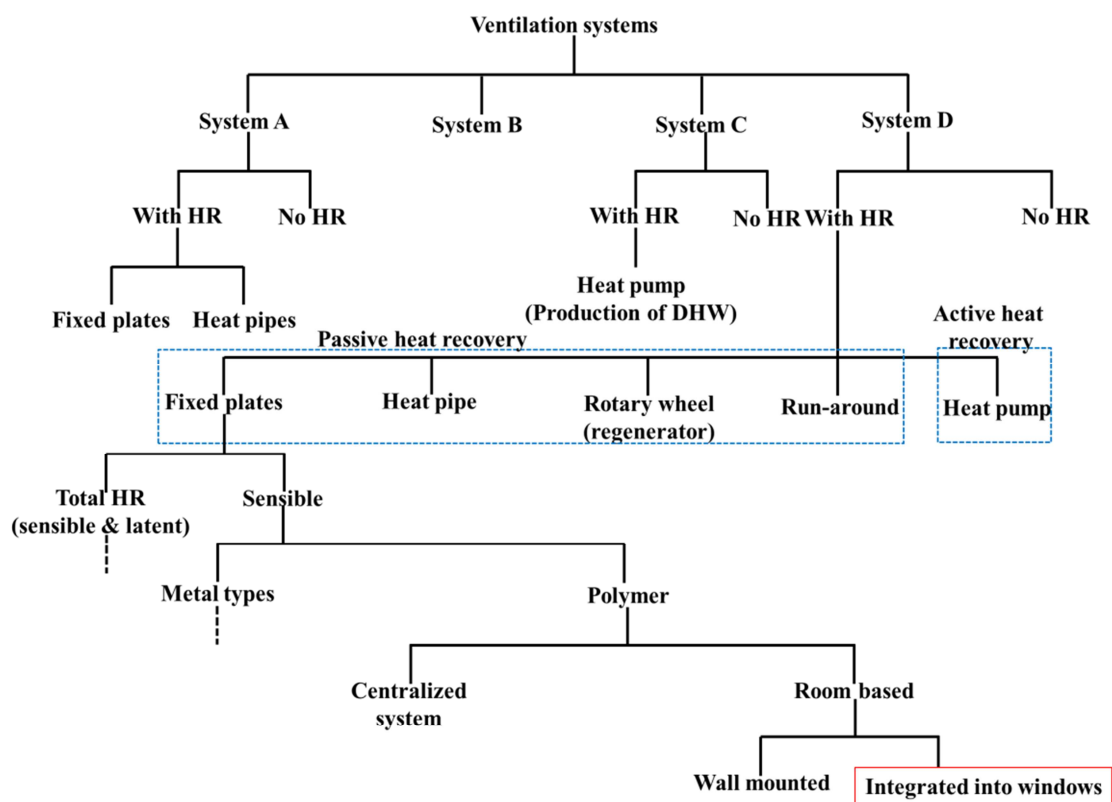 Ventilation systems
System A
System B
System C
System D
With HR
No HR
With HR
No HR
With HR
No HR
Fixed plates
Heat pipes
Heat pump
(Production of DHW)
Passive heat recovery
Active heat
recovery
Fixed plates
Heat pipe
Rotary wheel
(regenerator)
Run-around
Heat pump
Total HR
(sensible & latent)
Sensible
Metal types
Polymer
Centralized
system
Room based
Wall mounted
Integrated into windows